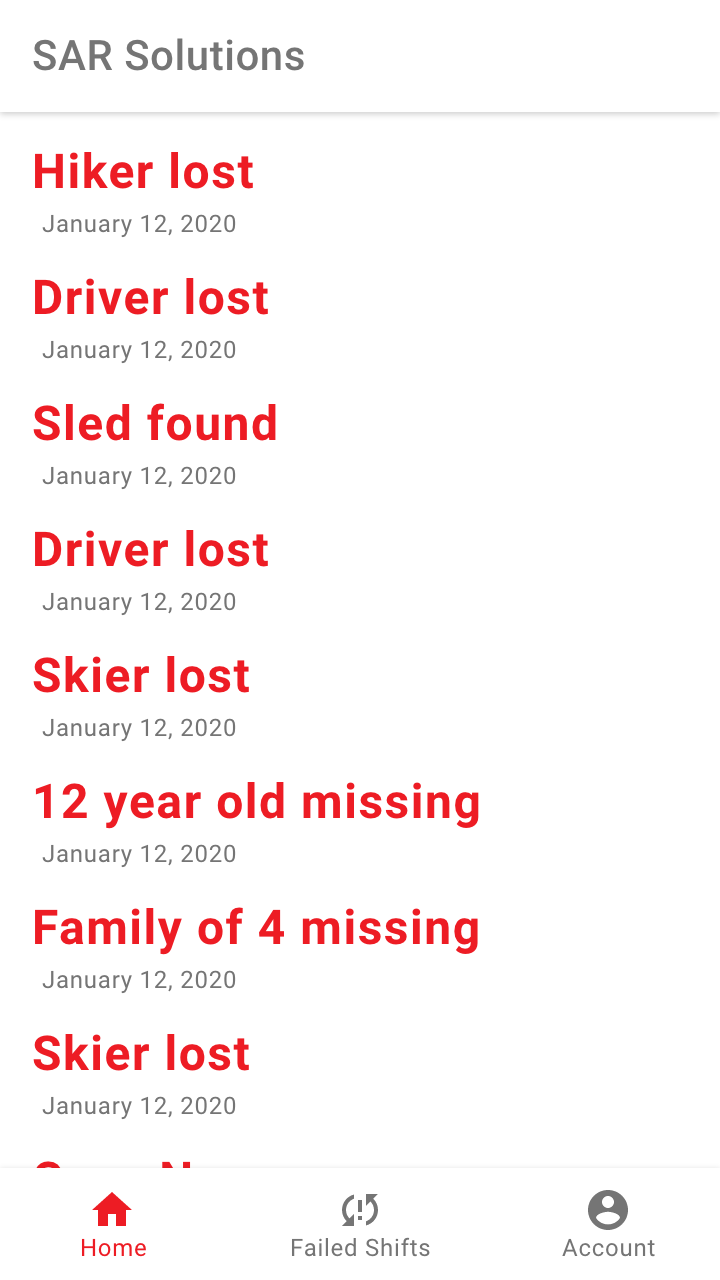 SAR Solutions
Hiker lost
January 12, 2020
Driver lost
January 12, 2020
Sled found
January 12, 2020
Driver lost
January 12, 2020
Skier lost
January 12, 2020
12 year old missing
January 12, 2020
Family of 4 missing
January 12, 2020
Skier lost
January 12, 2020
Home
Failed Shifts
Account